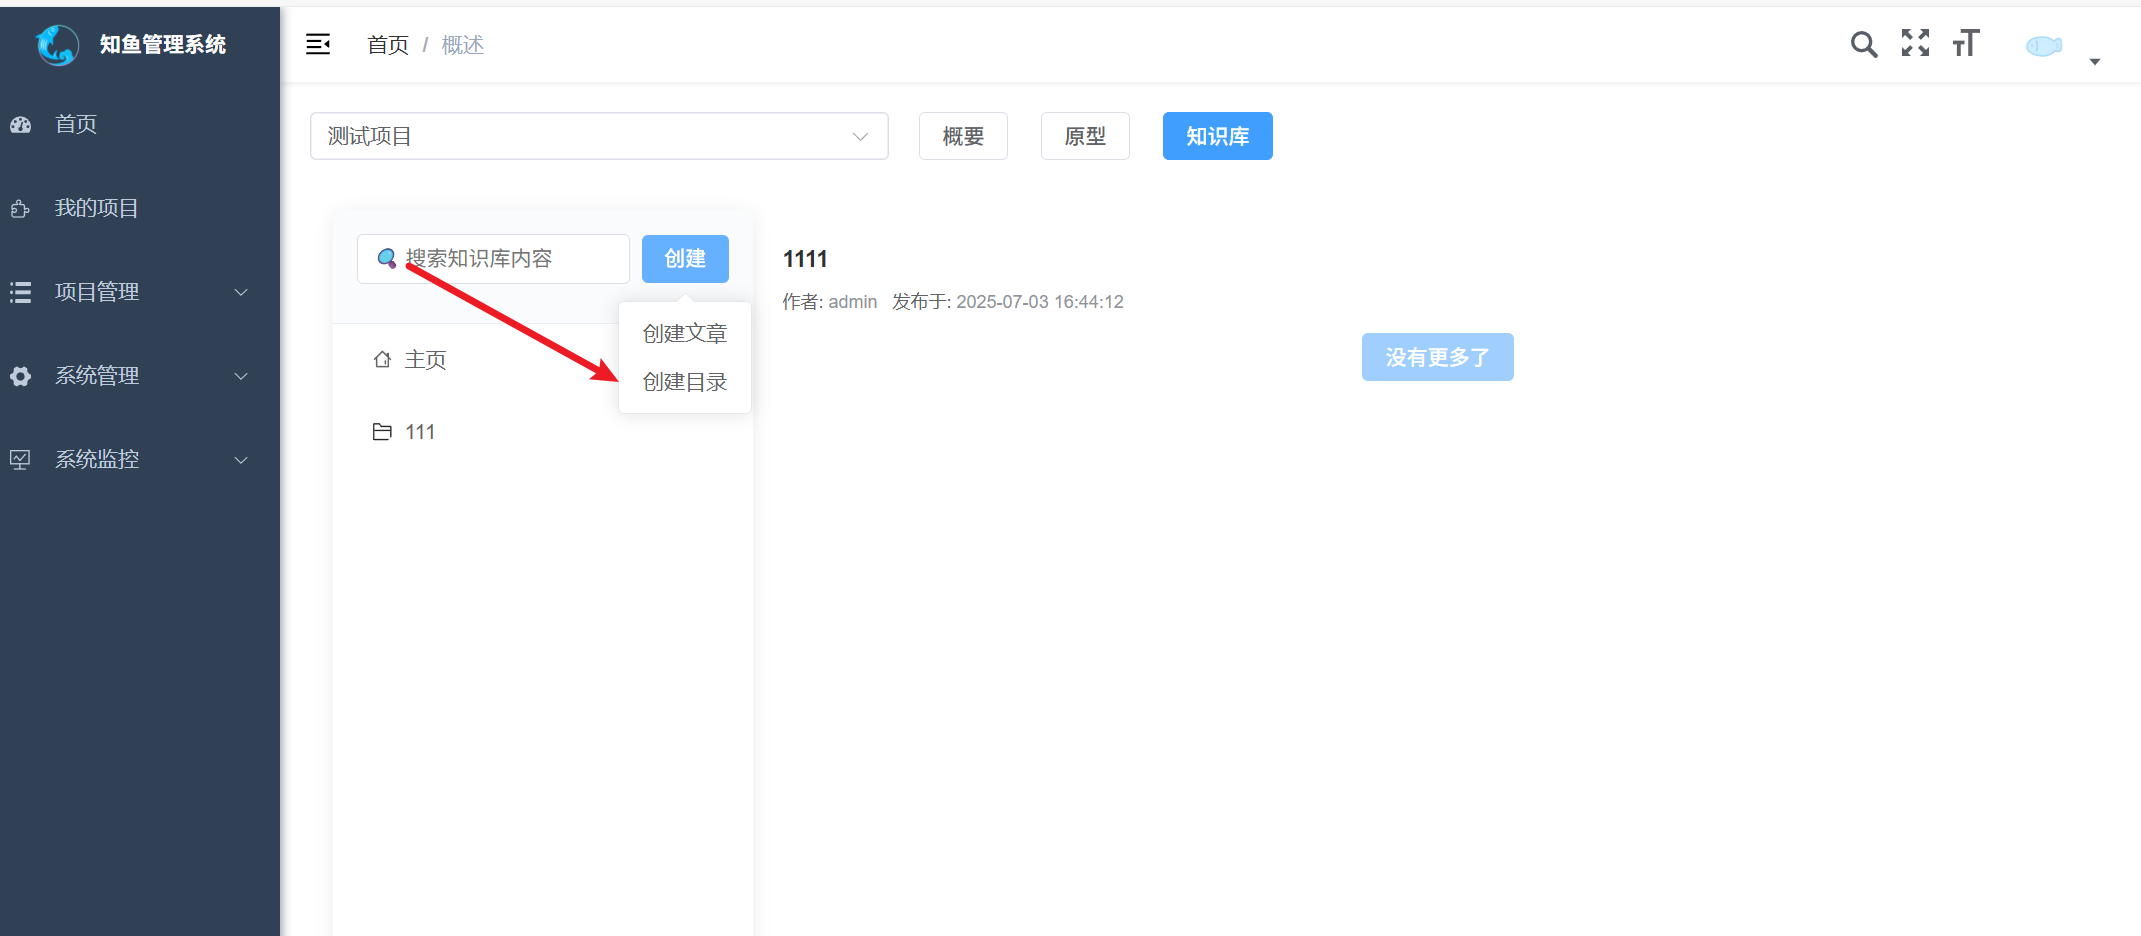 知鱼管理系统
首页 / 概述
首页
我的项目
项目管理
系统管理
系统监控
测试项目
概要
原型
知识库
搜索知识库内容
创建
创建文章
创建目录
主页
111
1111
作者: admin 发布于: 2025-07-03 16:44:12
没有更多了